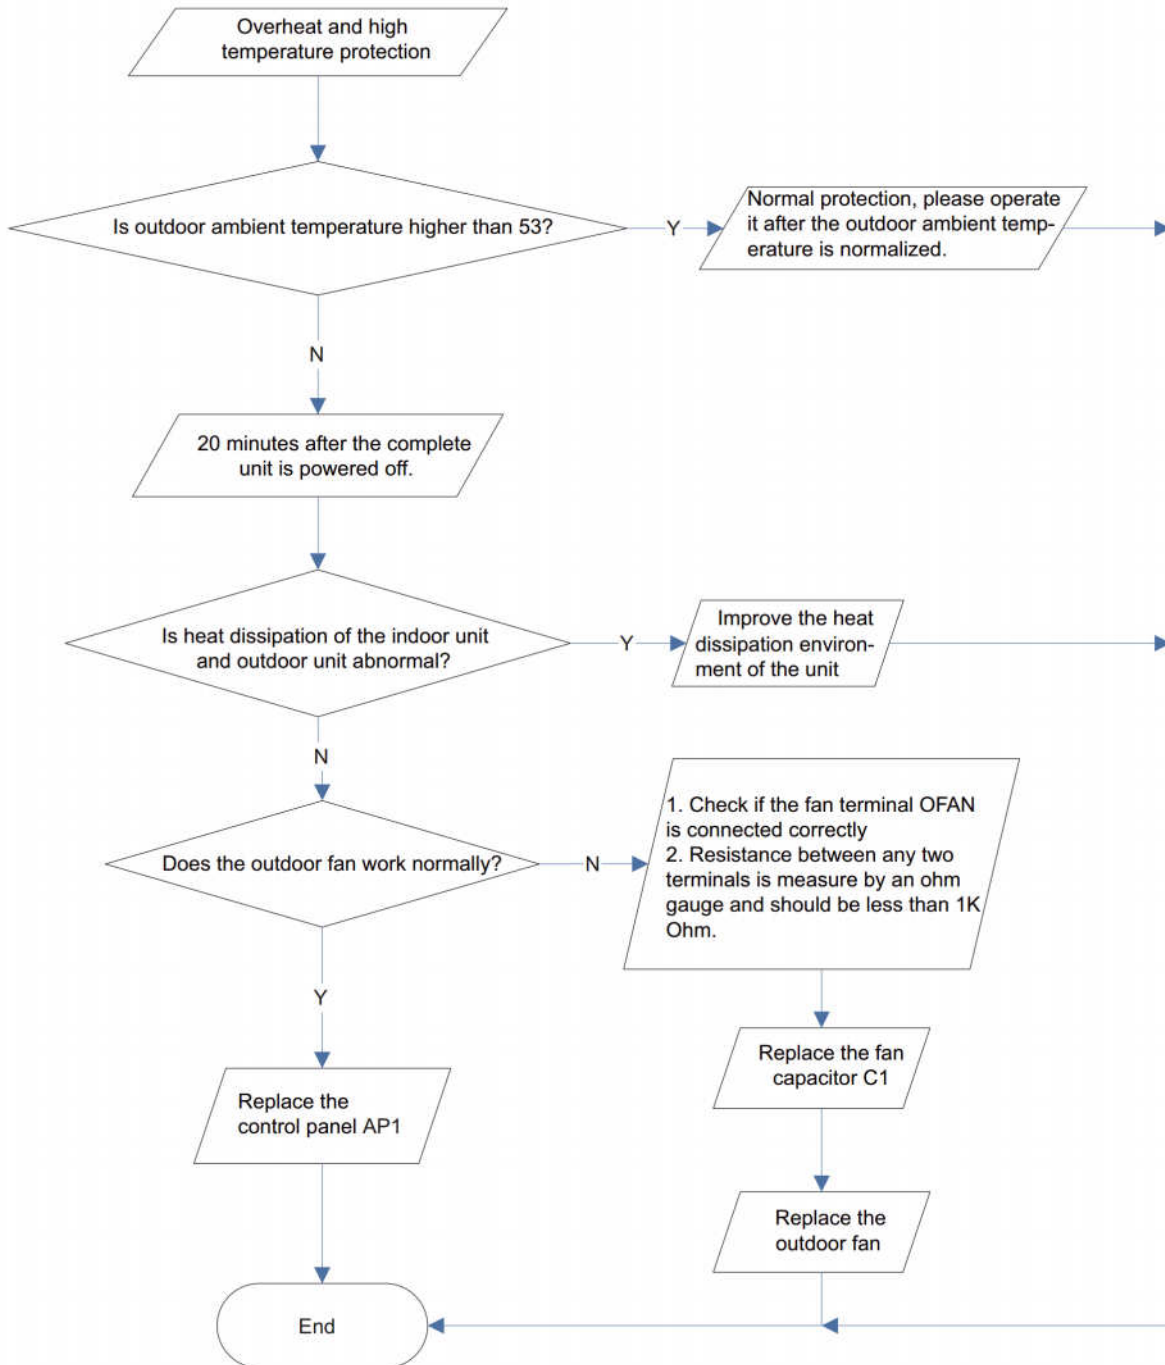 Overheat and high
temperature protection
Is outdoor ambient temperature higher than 53?
Y
Normal protection, please operate
it after the outdoor ambient temp-
erature is normalized.
N
20 minutes after the complete
unit is powered off.
Is heat dissipation of the indoor unit
and outdoor unit abnormal?
Y
Improve the heat
dissipation environ-
ment of the unit
N
Does the outdoor fan work normally?
N
1. Check if the fan terminal OFAN
is connected correctly
2. Resistance between any two
terminals is measure by an ohm
gauge and should be less than 1K
Ohm.
Y
Replace the fan
capacitor C1
Replace the
control panel AP1
Replace the
outdoor fan
End